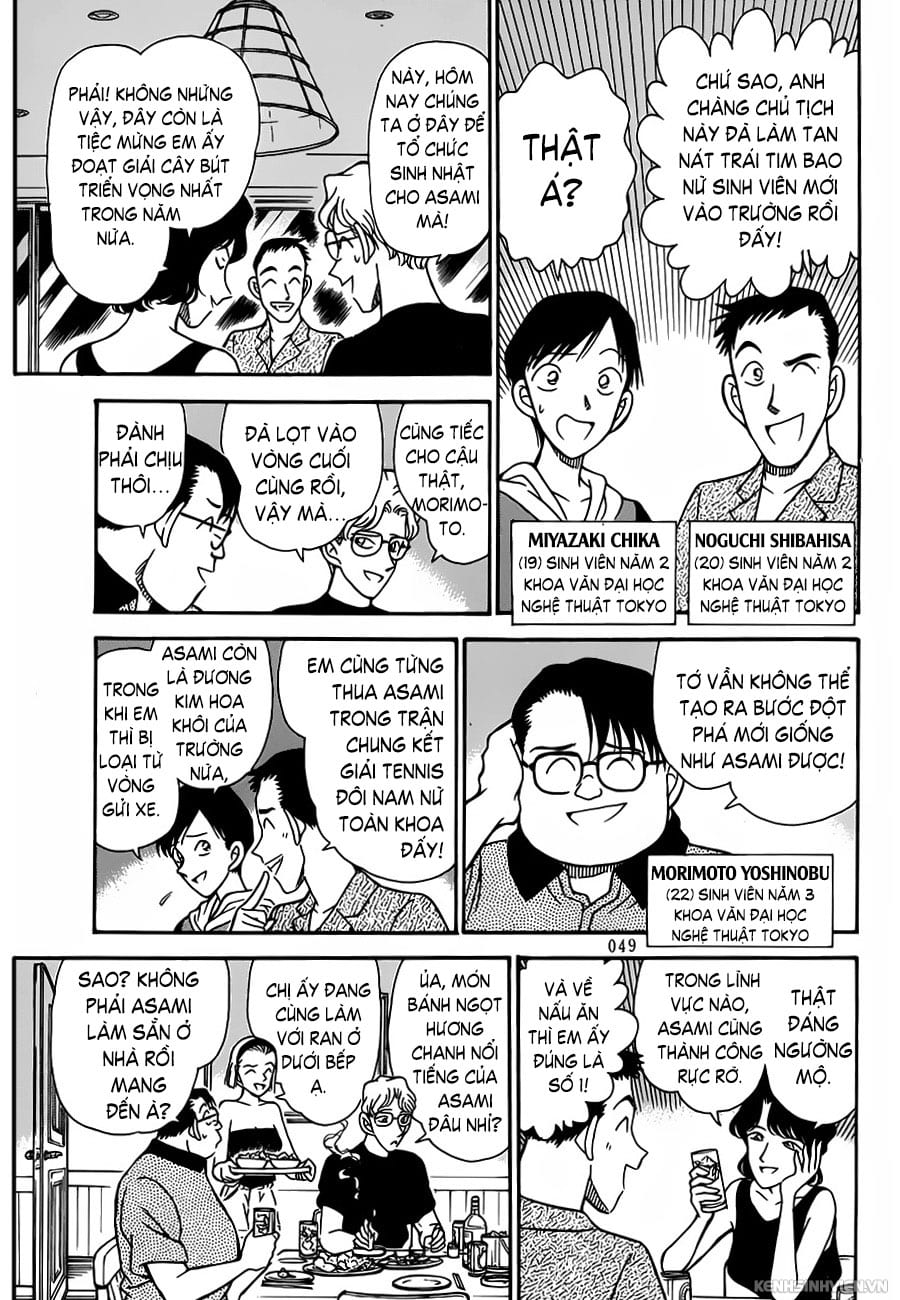 CHỨ SAO, ANH
CHÀNG CHỦ TỊCH
NÀY ĐÃ LÀM TAN
NÁT TRÁI TIM BAO
NỮ SINH VIÊN MỚI
VÀO TRƯỜNG RỒI
ĐẤY!
THẬT
Á?
MIYAZAKI CHIKA
(19) SINH VIÊN NĂM 2
KHOA VĂN ĐẠI HỌC
NGHỆ THUẬT TOKYO
NOGUCHI SHIBAHISA
(20) SINH VIÊN NĂM 2
KHOA VĂN ĐẠI HỌC
NGHỆ THUẬT TOKYO
NÀY, HÔM
NAY CHÚNG
TA Ở ĐÂY ĐỂ
TỔ CHỨC
SINH NHẬT
CHO ASAMI
MÀ!
PHẢI! KHÔNG NHỮNG
VẬY, ĐÂY CÒN LÀ
TIỆC MỪNG EM ẤY
ĐOẠT GIẢI CÂY BÚT
TRIỂN VỌNG NHẤT
TRONG NĂM
NỮA.
CŨNG TIẾC
CHO CẬU
THẬT,
MORIMO-
TO.
ĐÃ LỌT VÀO
VÒNG CUỐI
CÙNG RỒI,
VẬY MÀ...
ĐÀNH
PHẢI CHỊU
THÔI...
TỚ VẪN KHÔNG THỂ
TẠO RA BƯỚC ĐỘT
PHÁ MỚI GIỐNG
NHƯ ASAMI ĐƯỢC!
MORIMOTO YOSHINOBU
(22) SINH VIÊN NĂM 3
KHOA VĂN ĐẠI HỌC
NGHỆ THUẬT TOKYO
EM CŨNG TỪNG
THUA ASAMI
TRONG TRẬN
CHUNG KẾT
GIẢI TENNIS
ĐÔI NAM NỮ
TOÀN KHOA
ĐẤY!
ASAMI CÒN
LÀ ĐƯƠNG
KIM HOA
KHÔI CỦA
TRƯỜNG
NỮA,
TRONG
KHI EM
THÌ BỊ
LOẠI TỪ
VÒNG
GỬI XE.
049
THẬT
ĐÁNG
NGƯỠNG
MỘ.
TRONG LĨNH
VỰC NÀO,
ASAMI CŨNG
THÀNH CÔNG
RỰC RỠ.
VÀ VỀ
NẤU ĂN
THÌ EM ẤY
ĐÚNG LÀ
SỐ 1!
ỦA, MÓN
BÁNH NGỌT
HƯƠNG
CHANH NỔI
TIẾNG CỦA
ASAMI
ĐÂU NHỈ?
CHỊ ẤY ĐANG
CÙNG LÀM
VỚI RAN Ở
DƯỚI BẾP
Ạ.
SAO? KHÔNG
PHẢI ASAMI
LÀM SẴN Ở
NHÀ RỒI
MANG
ĐẾN À?
KENHSINHVIEN.VN